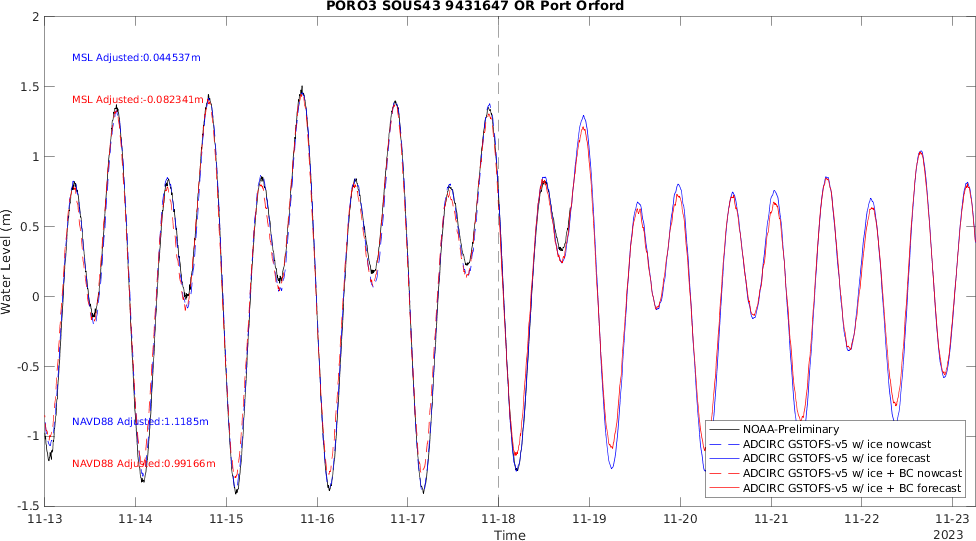 PORO3 SOUS43 9431647 OR Port Orford
2
1.5
1
0.5
0
-0.5
-1
-1.5
Water Level (m)
MSL Adjusted:0.044537m
MSL Adjusted:-0.082341m
NAVD88 Adjusted:1.1185m
NAVD88 Adjusted:0.99166m
NOAA-Preliminary
ADCIRC GSTOFS-v5 w/ ice nowcast
ADCIRC GSTOFS-v5 w/ ice forecast
ADCIRC GSTOFS-v5 w/ ice + BC nowcast
ADCIRC GSTOFS-v5 w/ ice + BC forecast
11-13 11-14 11-15 11-16 11-17 11-18 11-19 11-20 11-21 11-22 11-23
2023
Time